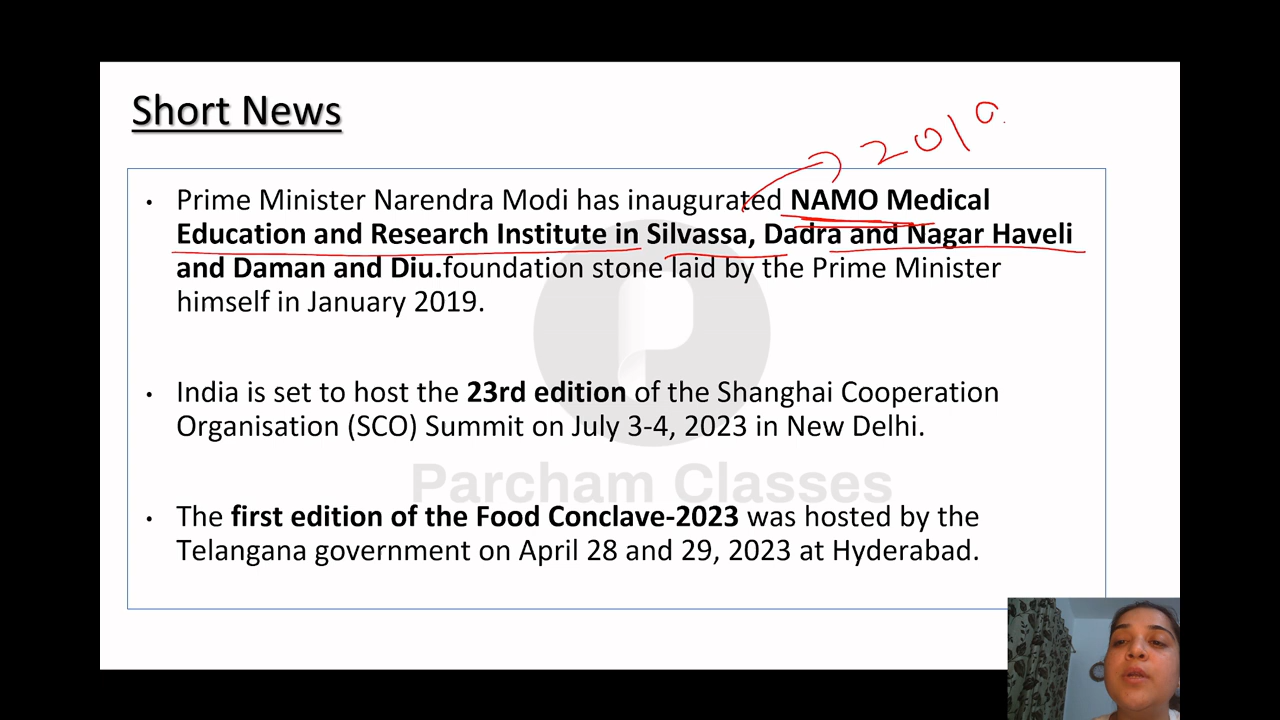 Short News
2019
• Prime Minister Narendra Modi has inaugurated NAMO Medical
Education and Research Institute in Silvassa, Dadra and Nagar Haveli
and Daman and Diu.foundation stone laid by the Prime Minister
himself in January 2019.
• India is set to host the 23rd edition of the Shanghai Cooperation
Organisation (SCO) Summit on July 3-4, 2023 in New Delhi.
Parcham Classes
• The first edition of the Food Conclave-2023 was hosted by the
Telangana government on April 28 and 29, 2023 at Hyderabad.